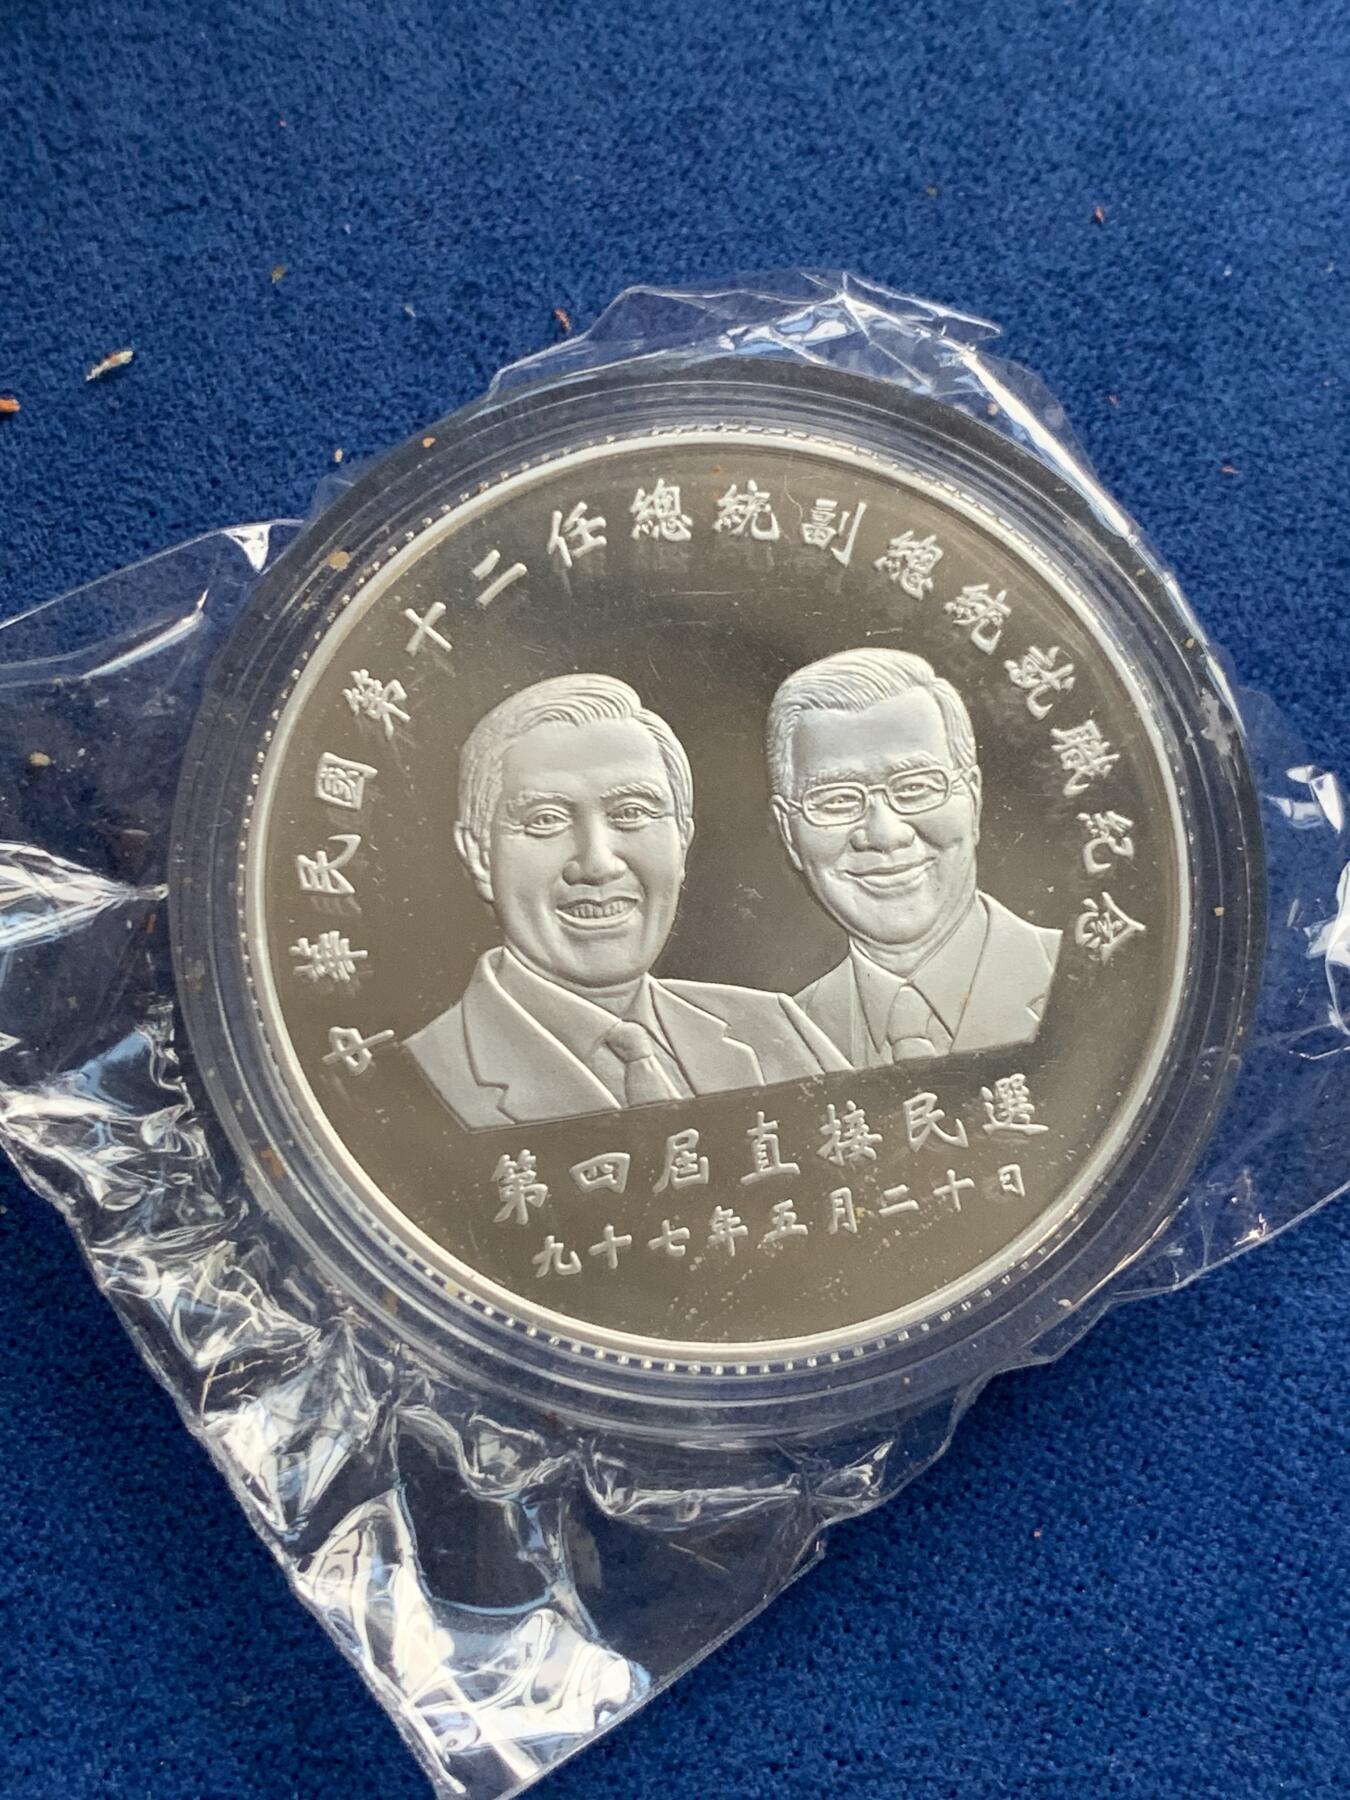 中華民國第十二任總統副總統就職紀念
第四屆直接民選
九十七年五月二十日